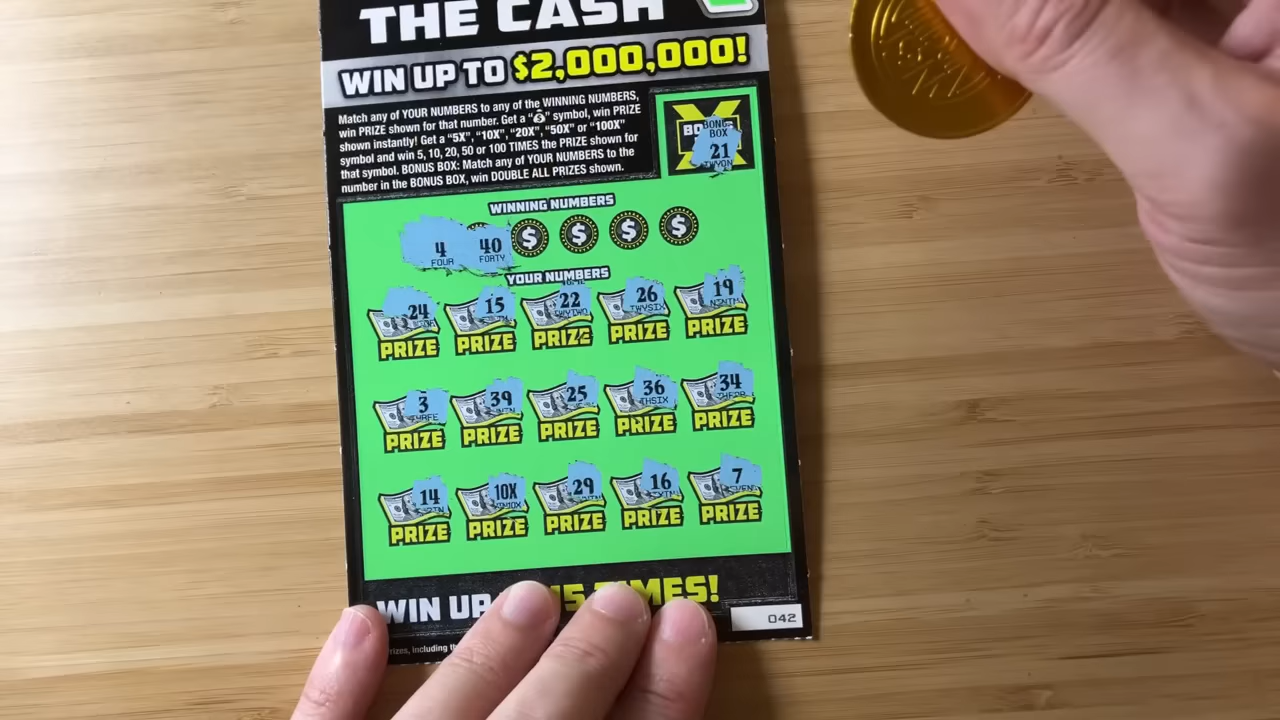 THE CASH
WIN UP TO $2,000,000!
Match any of YOUR NUMBERS to any of the WINNING NUMBERS,
win PRIZE shown for that number. Get a "💰" symbol, win PRIZE
shown instantly! Get a "5X", "10X", "20X", "50X" or "100X"
symbol and win 5, 10, 20, 50 or 100 TIMES the PRIZE shown for
that symbol. BONUS BOX: Match any of YOUR NUMBERS to the
number in the BONUS BOX, win DOUBLE ALL PRIZES shown.
BOX
21
WINNING NUMBERS
4 40 $ $ $ $
FOUR FORTY
YOUR NUMBERS
24 15 22 26 19
TWYTWO TWYSIX
PRIZE PRIZE PRIZE PRIZE PRIZE
3 39 25 36 34
THSIX
PRIZE PRIZE PRIZE PRIZE PRIZE
14 10X 29 16 7
PRIZE PRIZE PRIZE PRIZE PRIZE
WIN UP 15 TIMES!
042